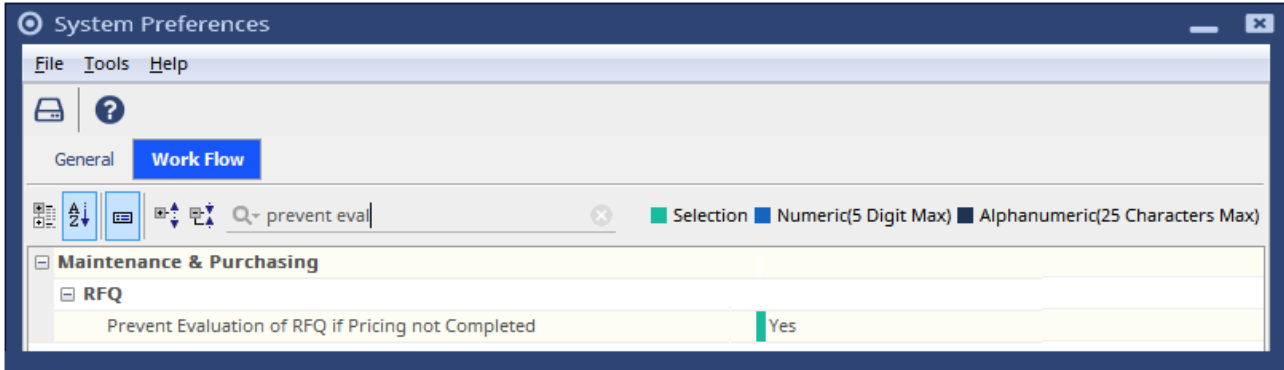 System Preferences
File Tools Help
General Work Flow
prevent eval Selection Numeric(5 Digit Max) Alphanumeric(25 Characters Max)
Maintenance & Purchasing
RFQ
Prevent Evaluation of RFQ if Pricing not Completed Yes